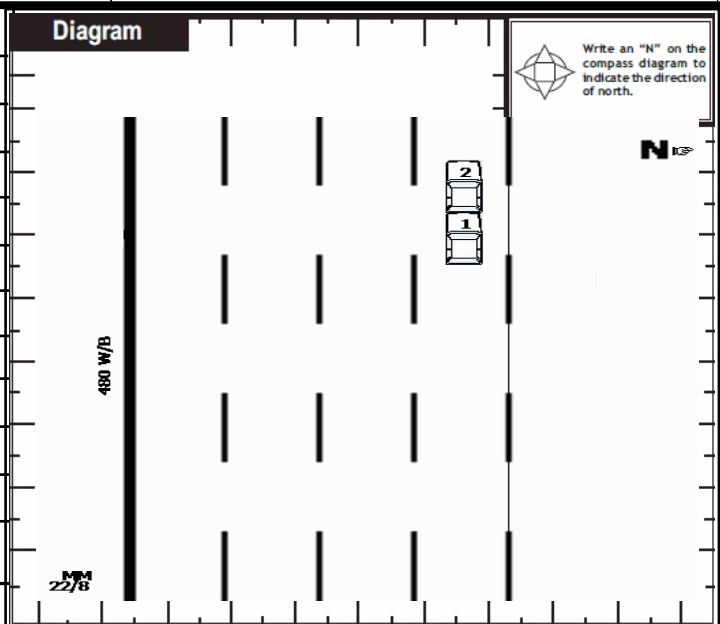 Diagram
Write an “N” on the
compass diagram to
indicate the direction
of north.
N
2
1
480 W/B
MM
22/8